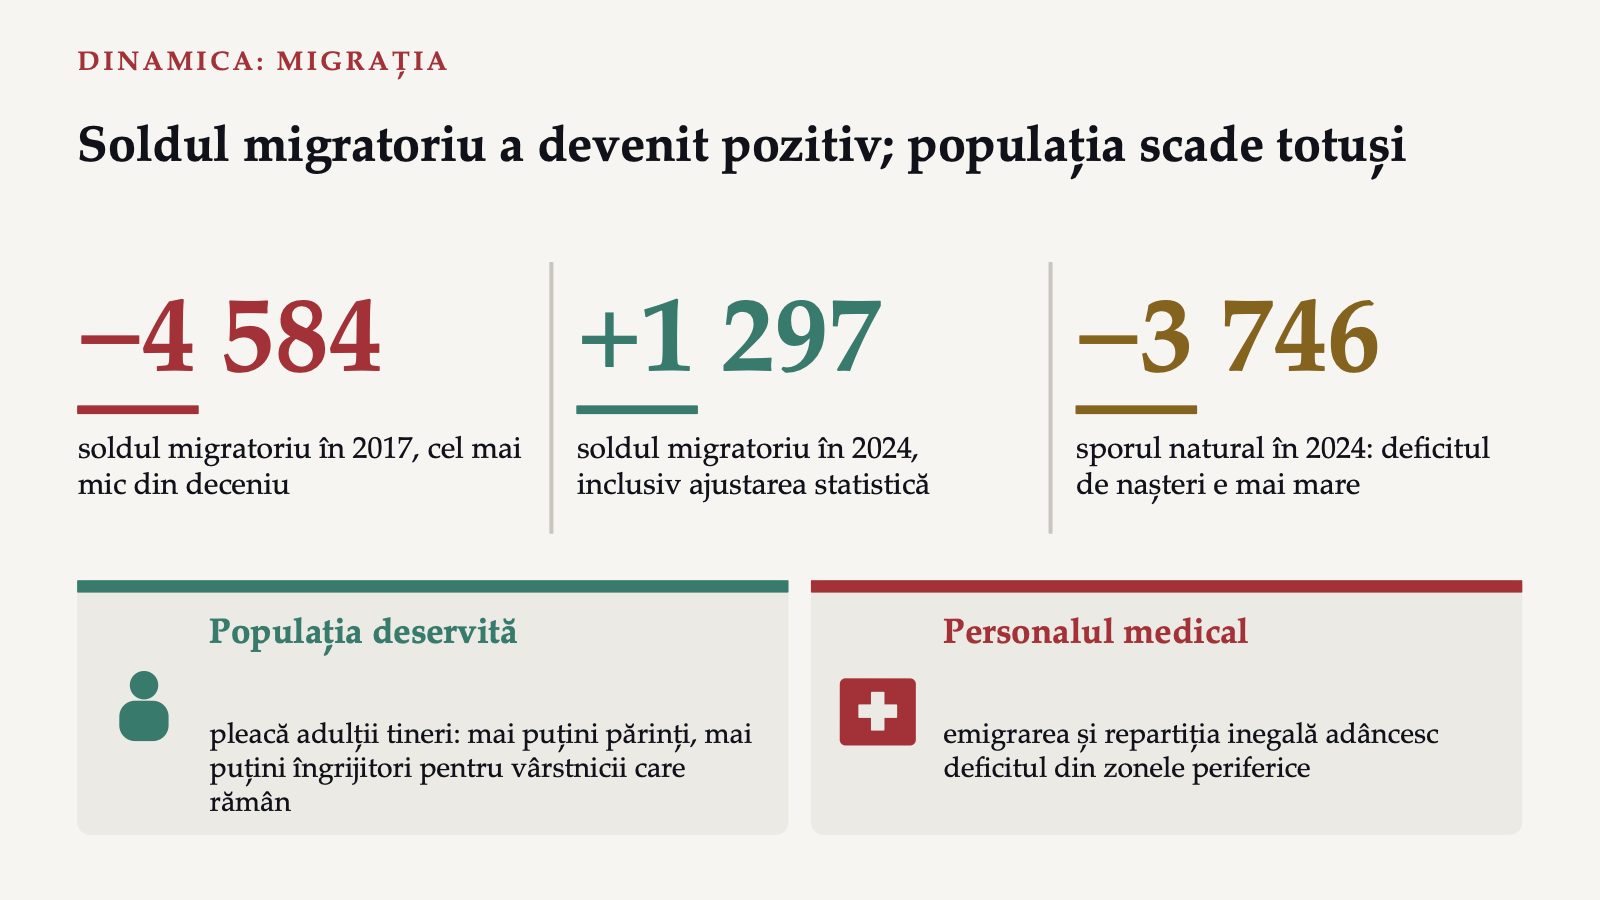 DINAMICA: MIGRAȚIA
Soldul migratoriu a devenit pozitiv; populația scade totuși
−4 584
soldul migratoriu în 2017, cel mai
mic din deceniu
+1 297
soldul migratoriu în 2024,
inclusiv ajustarea statistică
−3 746
sporul natural în 2024: deficitul
de nașteri e mai mare
Populația deservită
pleacă adulții tineri: mai puțini părinți, mai
puțini îngrijitori pentru vârstnicii care
rămân
Personalul medical
emigrarea și repartiția inegală adâncesc
deficitul din zonele periferice